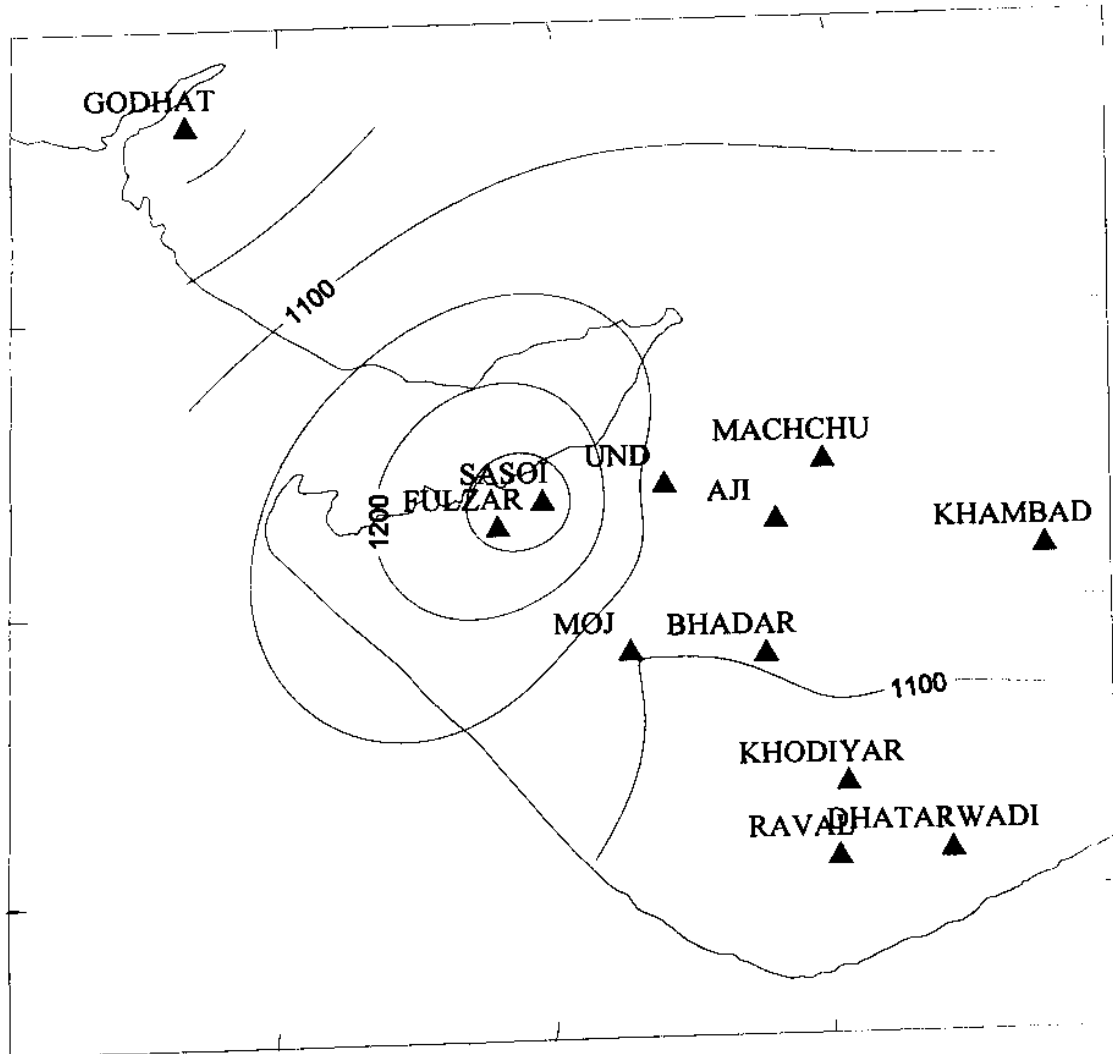 GODHAT
1100
MACHCHU
UND
SASOI
AJI
FULZAR
1200
KHAMBAD
MOJ
BHADAR
1100
KHODIYAR
RAVAL
DHATARWADI